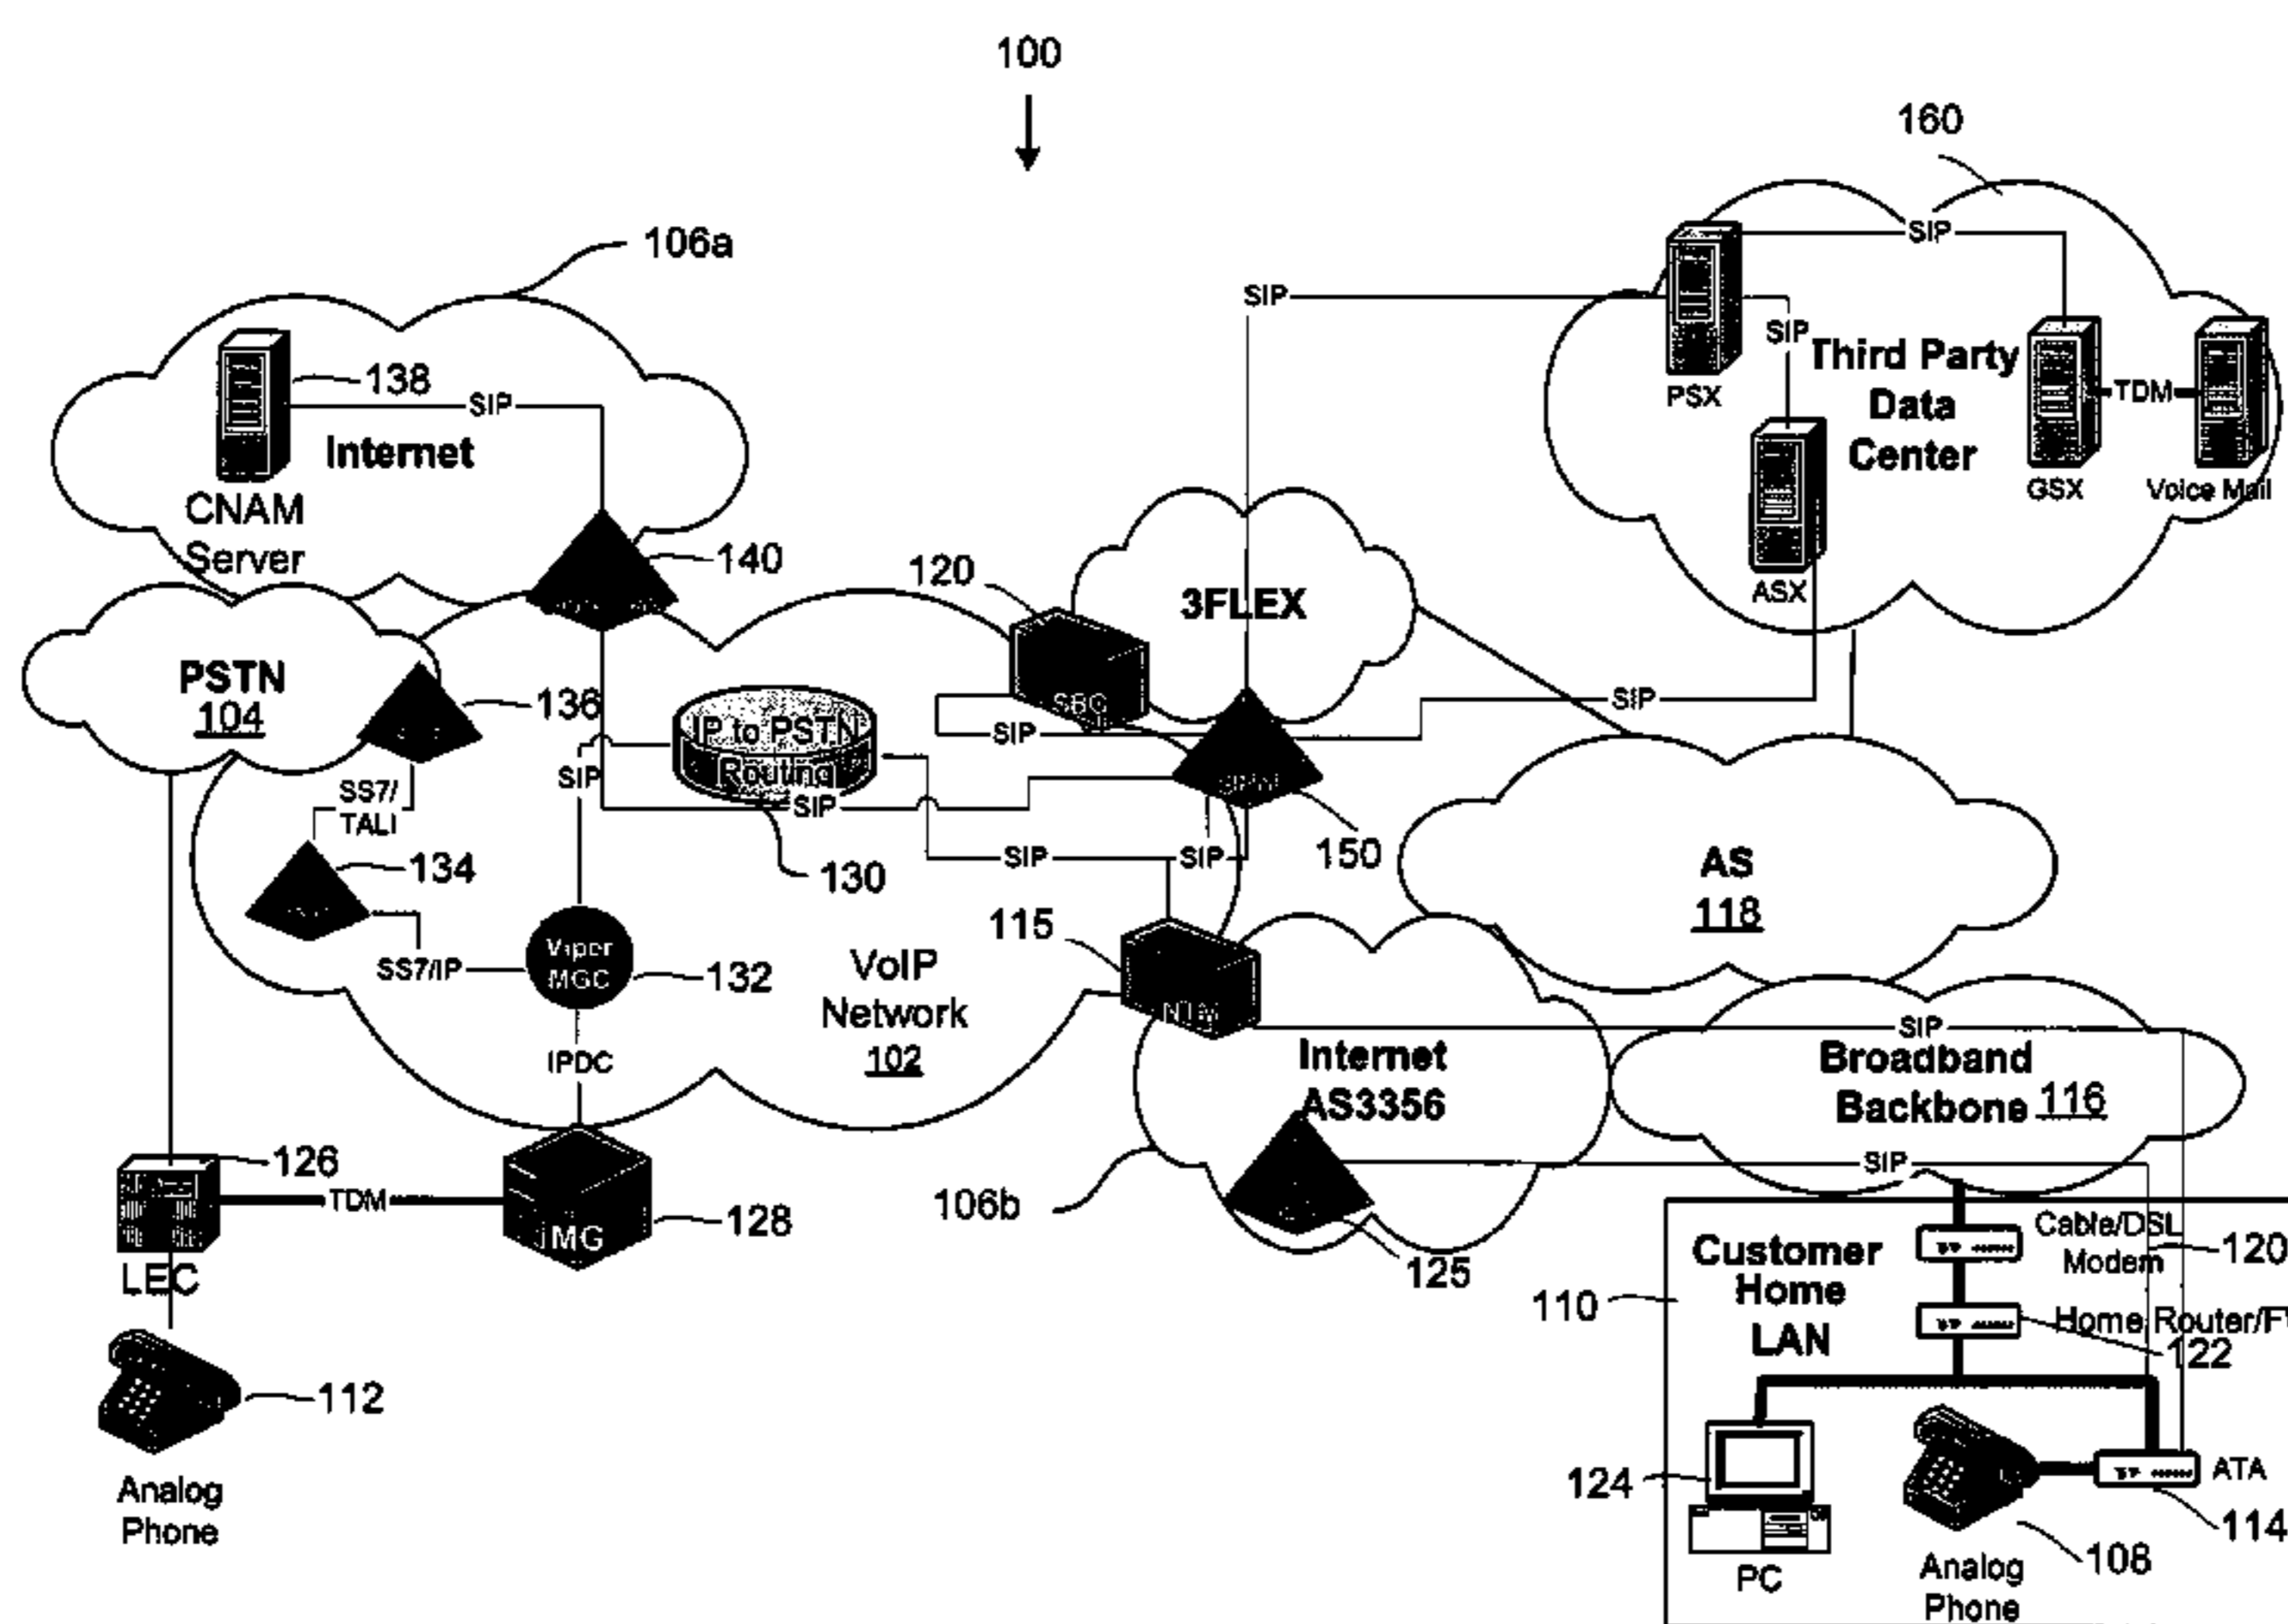 100
160
106a
SIP
SIP
SIP
138
SIP
Internet
CNAM
Server
PSX
Third Party
Data
Center
TDM
GSX
Voice Mail
ASX
140
120
3FLEX
SBC
PSTN
104
136
IP to PSTN
Routing
SIP
SIP
SIP
SIP
SS7/
TALI
134
130
SIP
SIP
150
AS
118
115
Viper
MGC
132
SS7/IP
VoIP
Network
102
IPDC
SIP
Internet
AS3356
Broadband
Backbone 116
SIP
126
TDM
LEC
MG
128
106b
125
Customer
Home
LAN
110
Cable/DSL
Modem
120
Home Router/F
122
112
Analog
Phone
124
PC
ATA
114
108
Analog
Phone